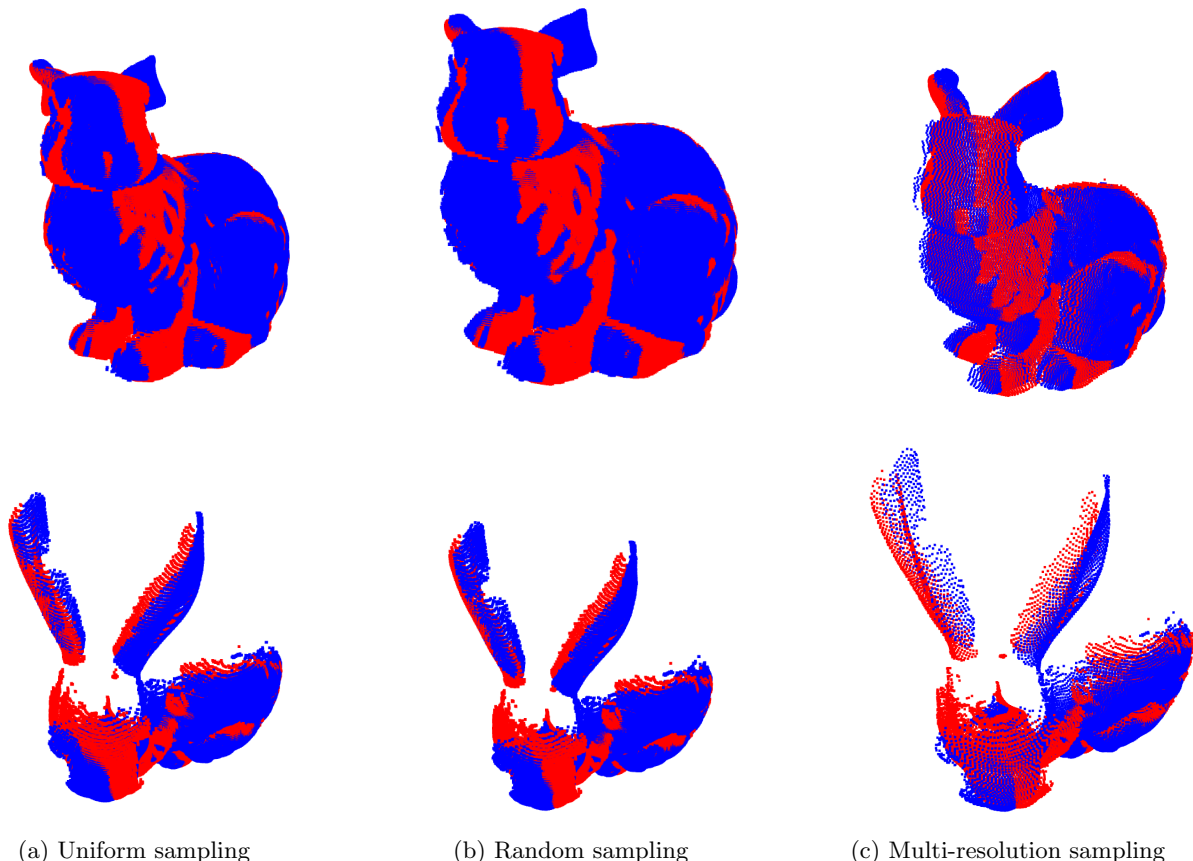 (a) Uniform sampling
(b) Random sampling
(c) Multi-resolution sampling